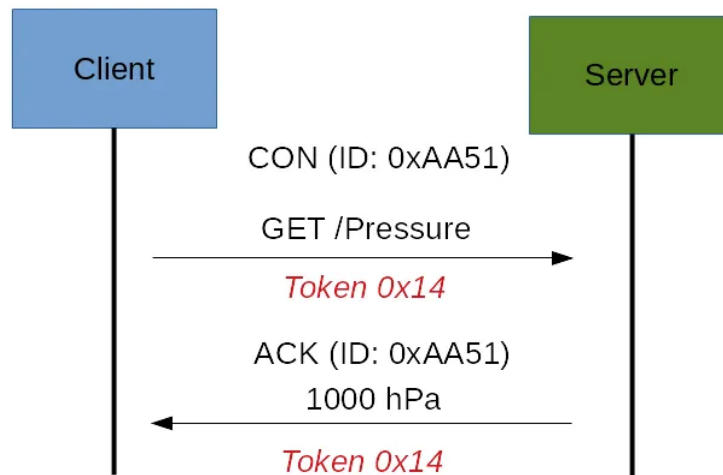 Client
Server
CON (ID: 0xAA51)
GET /Pressure
Token 0x14
ACK (ID: 0xAA51)
1000 hPa
Token 0x14